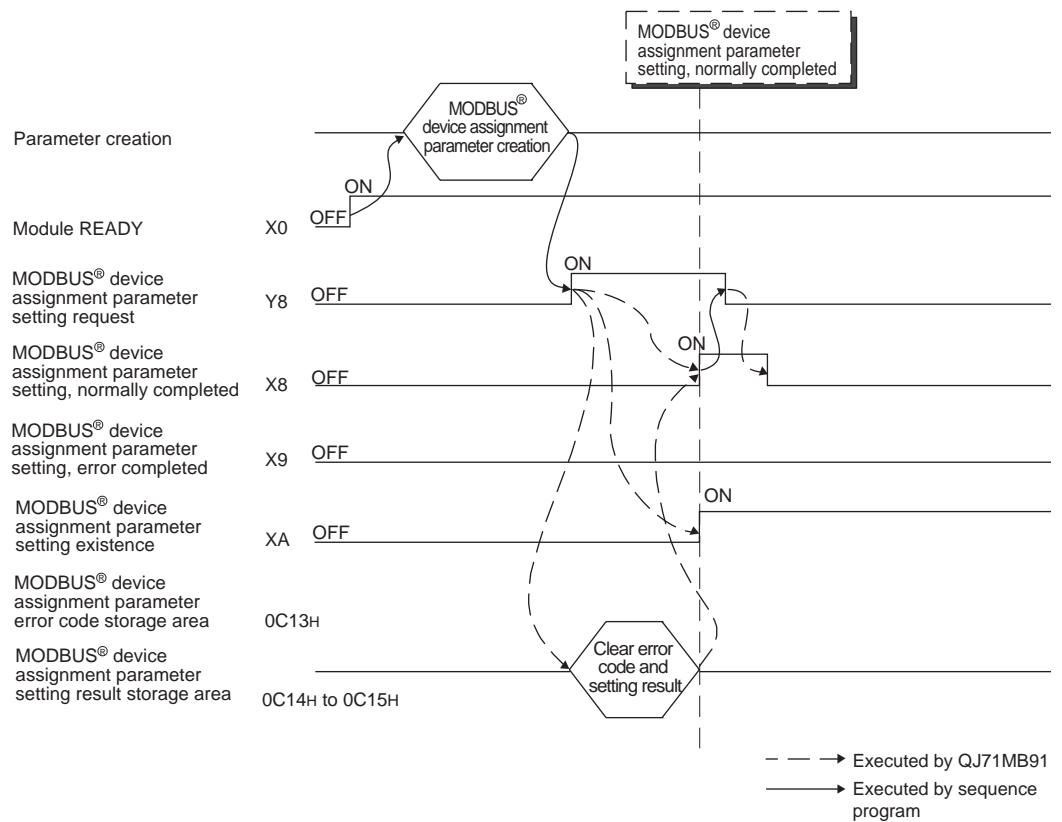 MODBUS® device
assignment parameter
setting, normally completed
MODBUS®
device assignment
parameter creation
Parameter creation
ON
Module READY X0 OFF
MODBUS® device
assignment parameter
setting request
Y8 OFF
ON
MODBUS® device
assignment parameter
setting, normally completed
X8 OFF
ON
MODBUS® device
assignment parameter
setting, error completed
X9 OFF
MODBUS® device
assignment parameter
setting existence
XA OFF
ON
MODBUS® device
assignment parameter
error code storage area
0C13H
MODBUS® device
assignment parameter
setting result storage area
0C14H to 0C15H
Clear error
code and
setting result
Executed by QJ71MB91
Executed by sequence
program